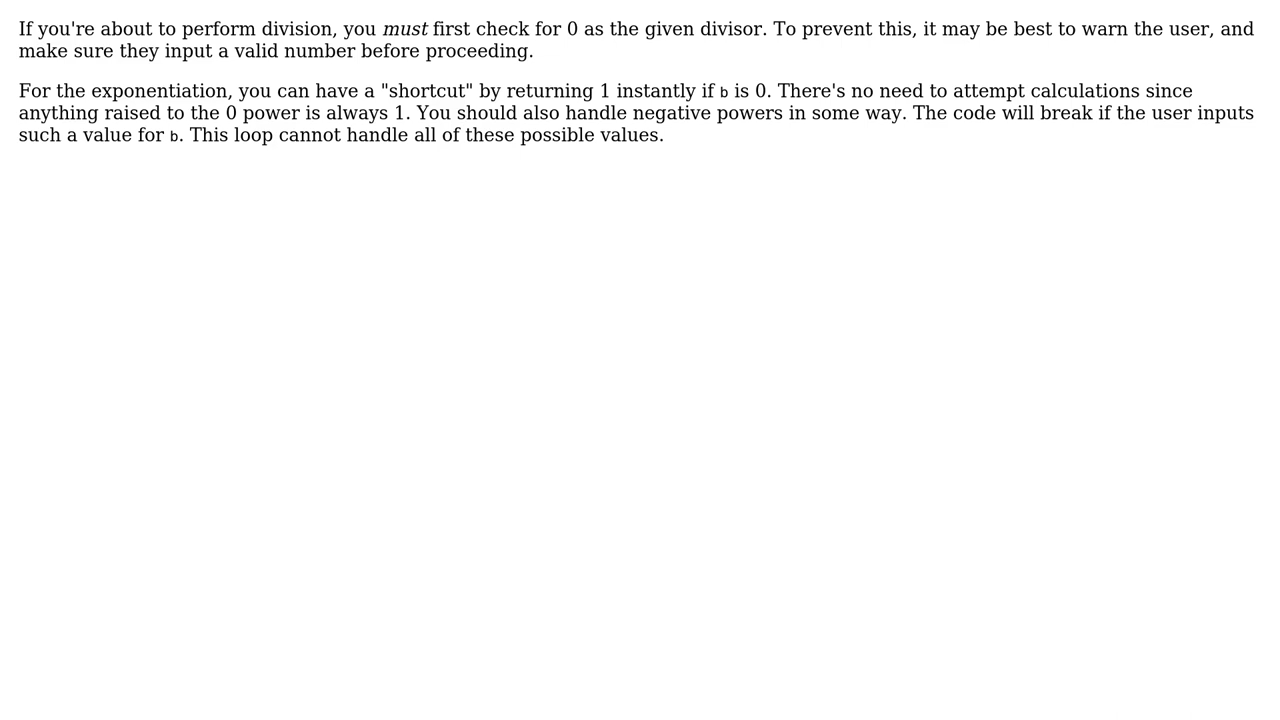 If you're about to perform division, you must first check for 0 as the given divisor. To prevent this, it may be best to warn the user, and
make sure they input a valid number before proceeding.
For the exponentiation, you can have a "shortcut" by returning 1 instantly if b is 0. There's no need to attempt calculations since
anything raised to the 0 power is always 1. You should also handle negative powers in some way. The code will break if the user inputs
such a value for b. This loop cannot handle all of these possible values.